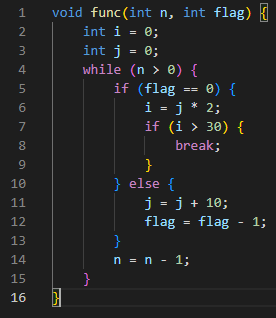 1 void func(int n, int flag) {
2     int i = 0;
3     int j = 0;
4     while (n > 0) {
5         if (flag == 0) {
6             i = j * 2;
7             if (i > 30) {
8                 break;
9             }
10         } else {
11             j = j + 10;
12             flag = flag - 1;
13         }
14         n = n - 1;
15     }
16 }